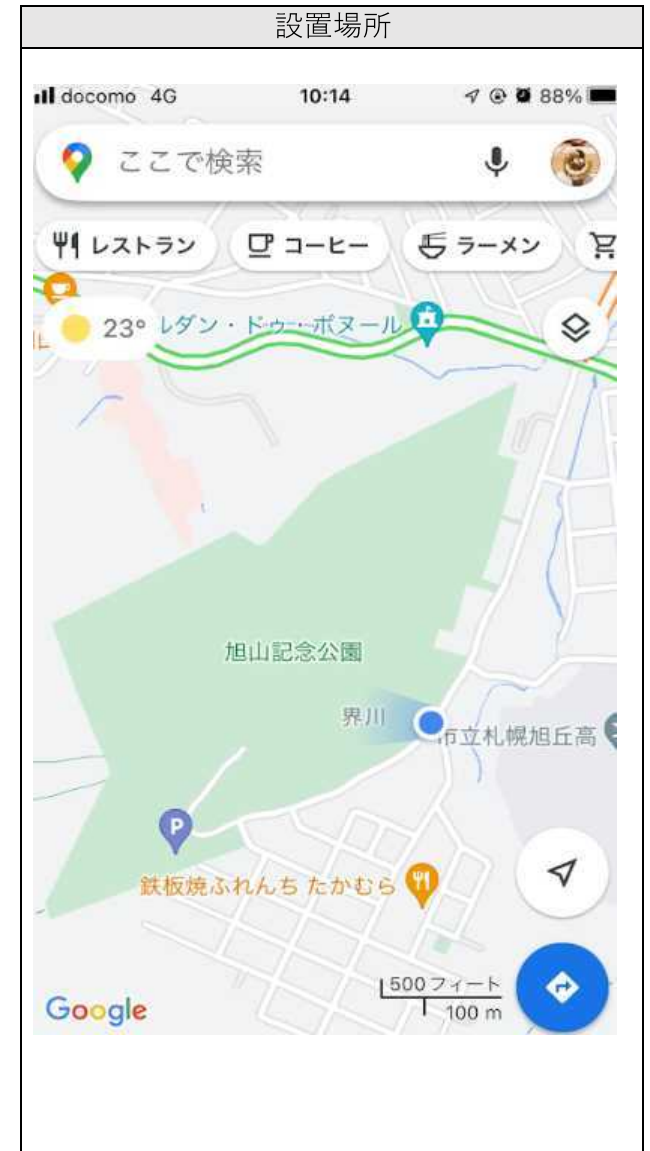 設置場所
docomo 4G 10:14 88%
ここで検索
レストラン コーヒー ラーメン
23° レダン・ドゥ・ボヌール
旭山記念公園
界川
市立札幌旭丘高
P
鉄板焼ふれんち たかむら
500 フィート
100 m
Google